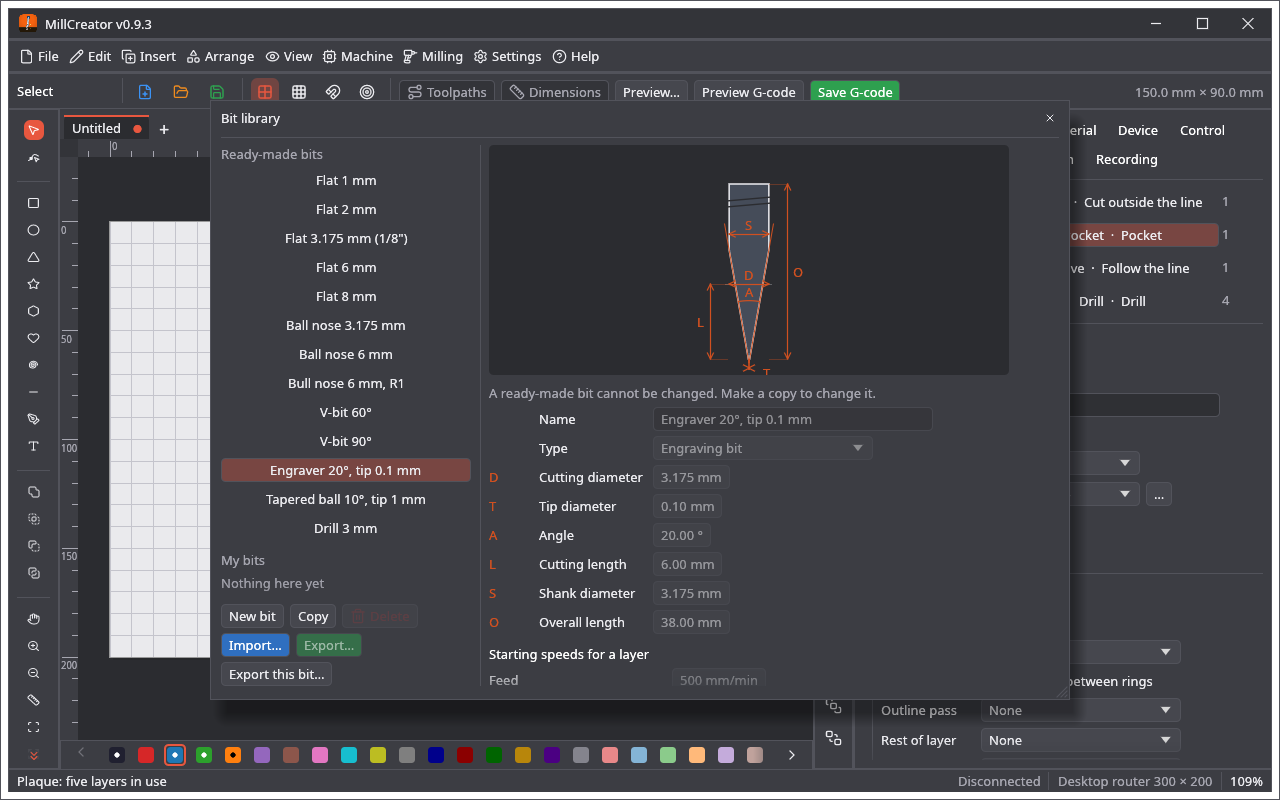 MillCreator v0.9.3
File Edit Insert View Machine Milling Settings Help
Select Toolpaths Dimensions Preview... Preview G-code Save G-code 150.0 mm × 90.0 mm
Untitled
Bit library
Ready-made bits
Flat 1 mm
Flat 2 mm
Flat 3.175 mm (1/8")
Flat 6 mm
Flat 8 mm
Ball nose 3.175 mm
Ball nose 6 mm
Bull nose 6 mm, R1
V-bit 60°
V-bit 90°
Engraver 20°, tip 0.1 mm
Tapered ball 10°, tip 1 mm
Drill 3 mm
My bits
Nothing here yet
New bit Copy Delete
Import... Export...
Export this bit...
S
D
A
L
O
T
A ready-made bit cannot be changed. Make a copy to change it.
Name Engraver 20°, tip 0.1 mm
Type Engraving bit
D Cutting diameter 3.175 mm
T Tip diameter 0.10 mm
A Angle 20.00 °
L Cutting length 6.00 mm
S Shank diameter 3.175 mm
O Overall length 38.00 mm
Starting speeds for a layer
Feed 500 mm/min
0
0
50
100
150
200
erial Device Control
Recording
· Cut outside the line 1
ocket · Pocket 1
ve · Follow the line 1
Drill · Drill 4
...
between rings
Outline pass None
Rest of layer None
Plaque: five layers in use Disconnected Desktop router 300 × 200 109%